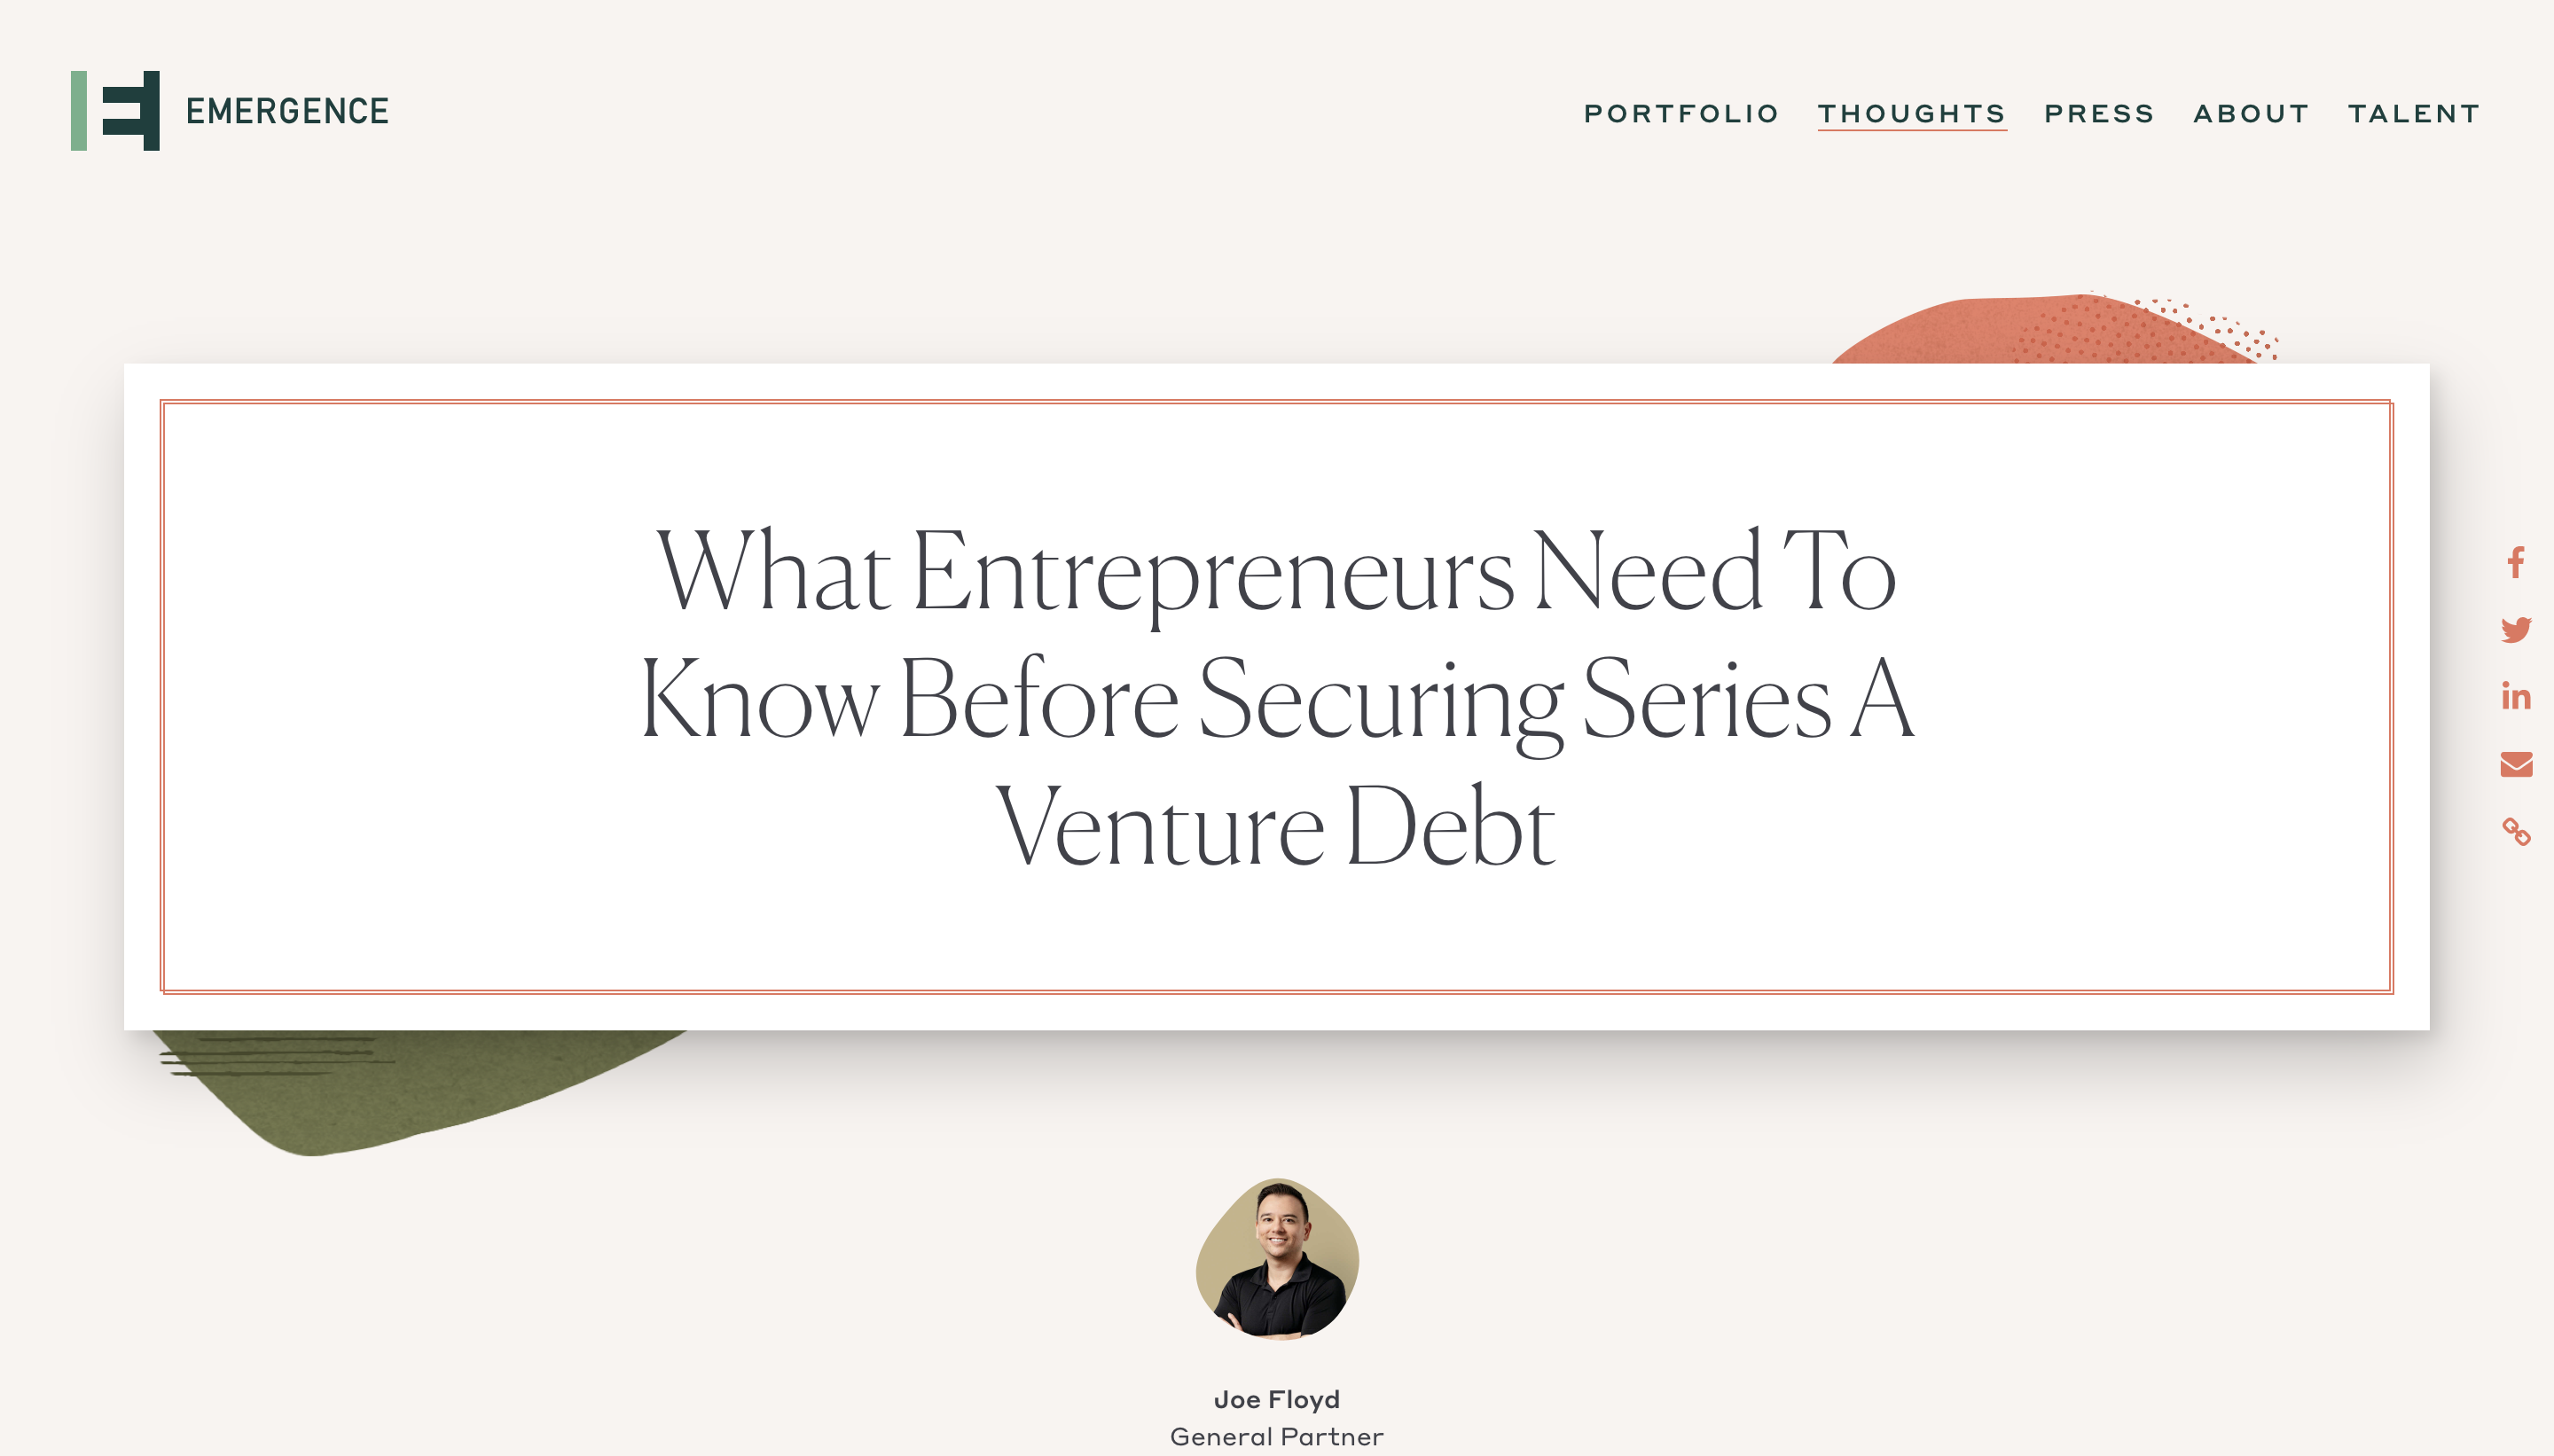 EMERGENCE
PORTFOLIO THOUGHTS PRESS ABOUT TALENT
What Entrepreneurs Need To
Know Before Securing Series A
Venture Debt
Joe Floyd
General Partner